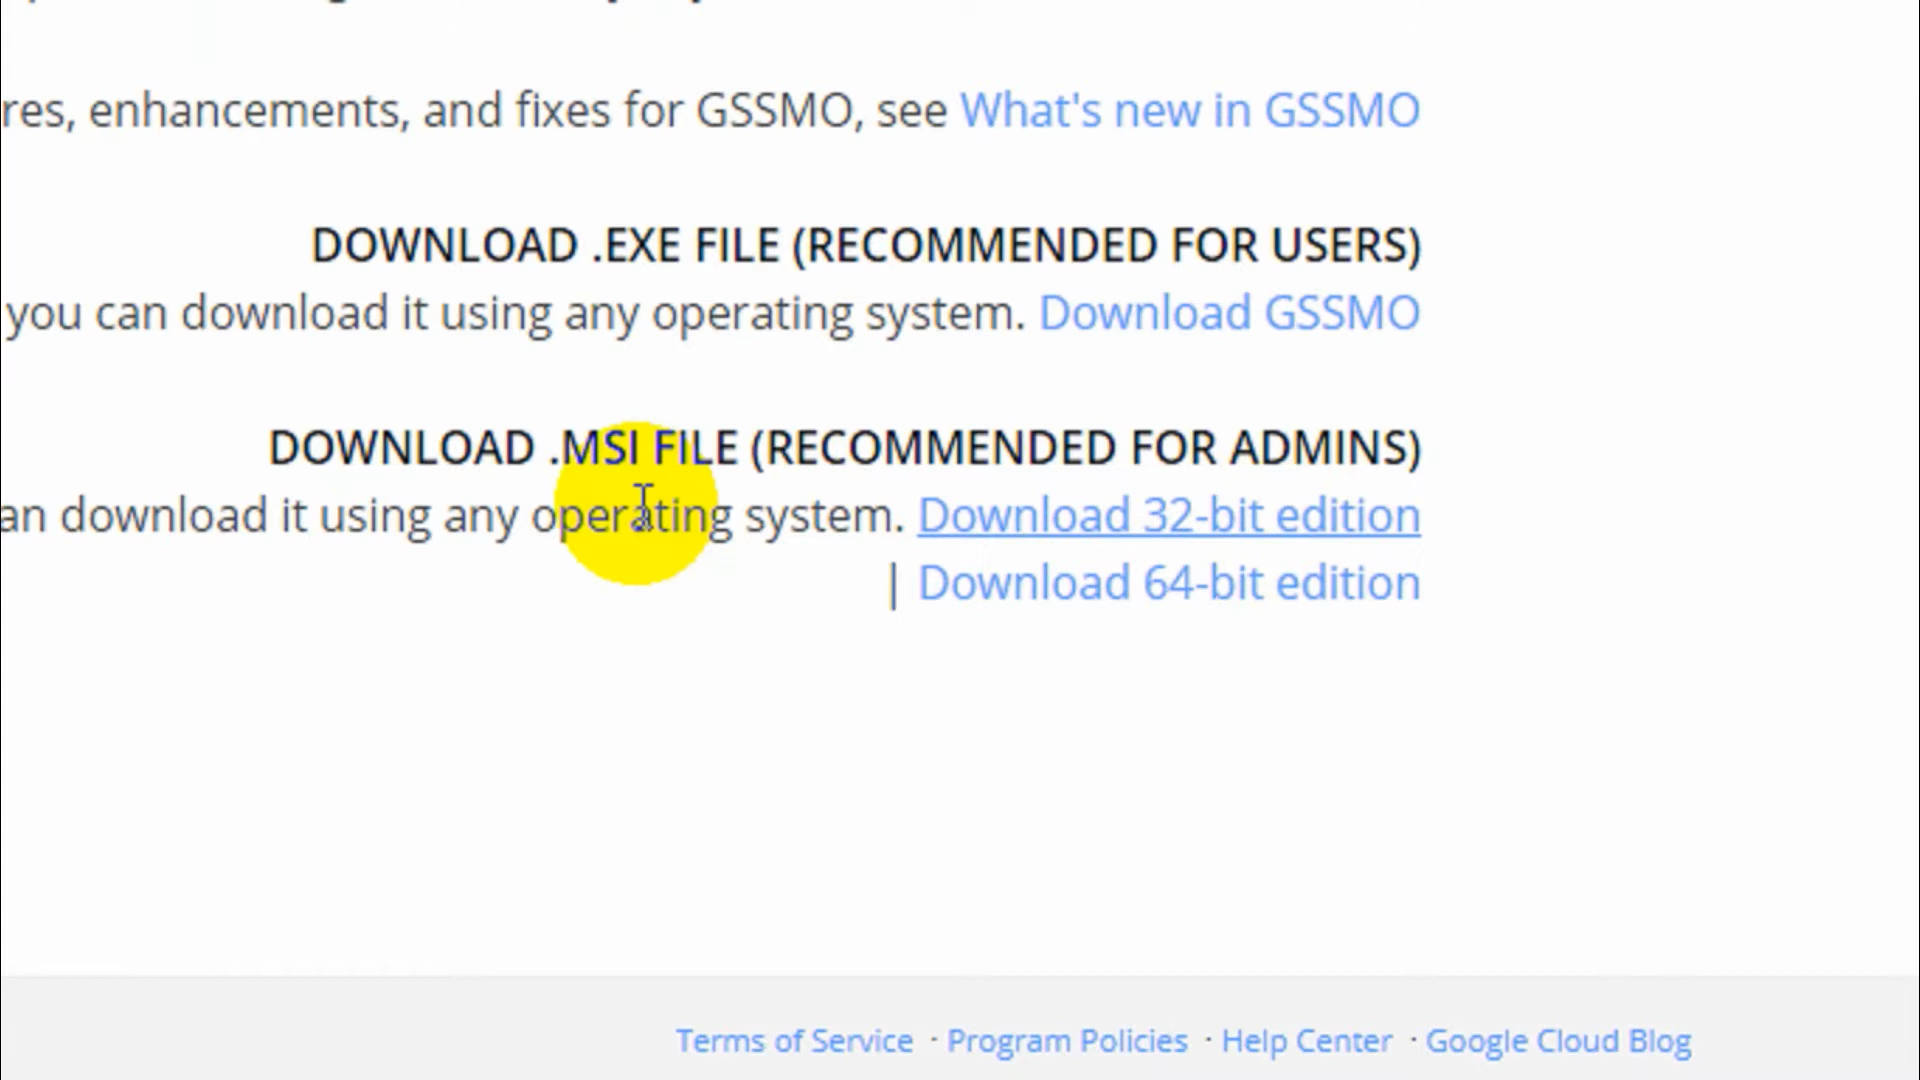 res, enhancements, and fixes for GSSMO, see What's new in GSSMO
DOWNLOAD .EXE FILE (RECOMMENDED FOR USERS)
you can download it using any operating system. Download GSSMO
DOWNLOAD .MSI FILE (RECOMMENDED FOR ADMINS)
an download it using any operating system. Download 32-bit edition
| Download 64-bit edition
Terms of Service · Program Policies · Help Center · Google Cloud Blog